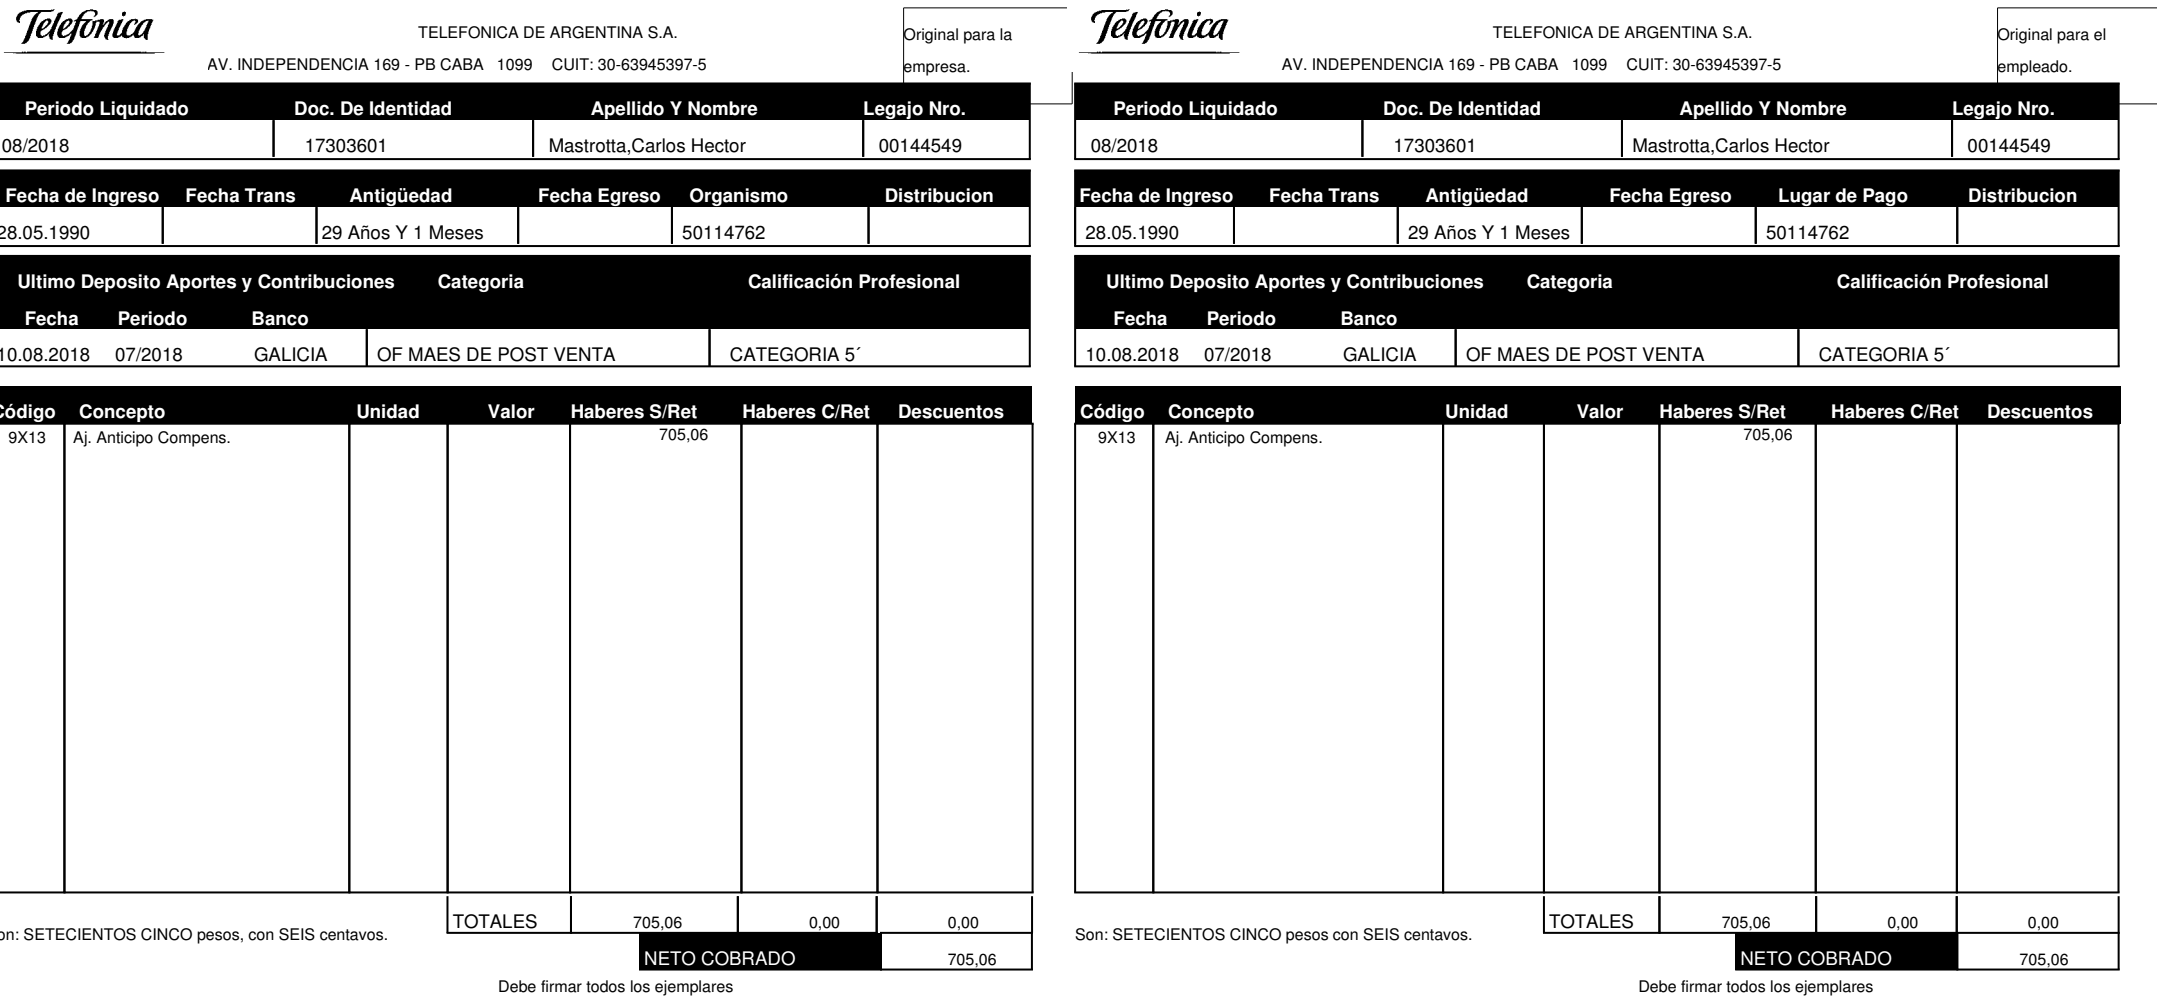 Telefónica
TELEFONICA DE ARGENTINA S.A.
Original para la
AV. INDEPENDENCIA 169 - PB CABA 1099 CUIT: 30-63945397-5
empresa.
Periodo Liquidado Doc. De Identidad Apellido Y Nombre Legajo Nro.
08/2018 17303601 Mastrotta,Carlos Hector 00144549
Fecha de Ingreso Fecha Trans Antigüedad Fecha Egreso Organismo Distribucion
28.05.1990 29 Años Y 1 Meses 50114762
Ultimo Deposito Aportes y Contribuciones Categoria Calificación Profesional
Fecha Periodo Banco
10.08.2018 07/2018 GALICIA OF MAES DE POST VENTA CATEGORIA 5´
Código Concepto Unidad Valor Haberes S/Ret Haberes C/Ret Descuentos
9X13 Aj. Anticipo Compens. 705,06
TOTALES 705,06 0,00 0,00
on: SETECIENTOS CINCO pesos, con SEIS centavos.
NETO COBRADO 705,06
Debe firmar todos los ejemplares
Telefónica
TELEFONICA DE ARGENTINA S.A.
Original para el
AV. INDEPENDENCIA 169 - PB CABA 1099 CUIT: 30-63945397-5
empleado.
Periodo Liquidado Doc. De Identidad Apellido Y Nombre Legajo Nro.
08/2018 17303601 Mastrotta,Carlos Hector 00144549
Fecha de Ingreso Fecha Trans Antigüedad Fecha Egreso Lugar de Pago Distribucion
28.05.1990 29 Años Y 1 Meses 50114762
Ultimo Deposito Aportes y Contribuciones Categoria Calificación Profesional
Fecha Periodo Banco
10.08.2018 07/2018 GALICIA OF MAES DE POST VENTA CATEGORIA 5´
Código Concepto Unidad Valor Haberes S/Ret Haberes C/Ret Descuentos
9X13 Aj. Anticipo Compens. 705,06
TOTALES 705,06 0,00 0,00
Son: SETECIENTOS CINCO pesos con SEIS centavos.
NETO COBRADO 705,06
Debe firmar todos los ejemplares